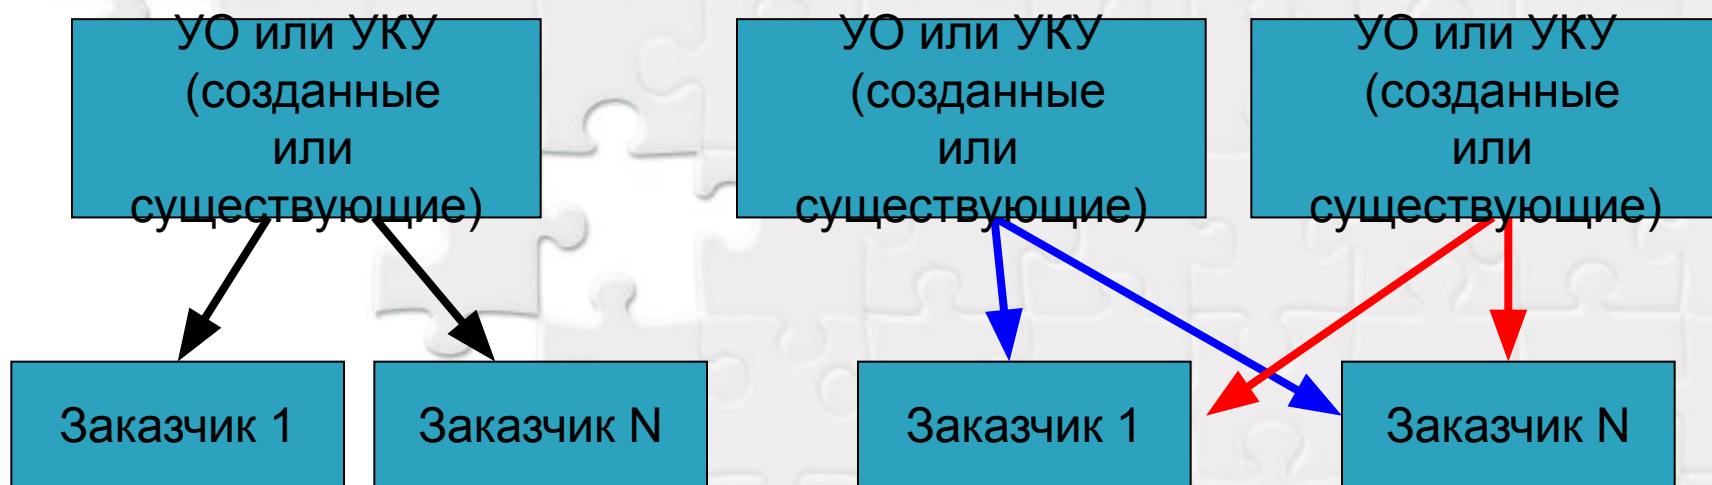 УО или УКУ
(созданные
или
существующие)
УО или УКУ
(созданные
или
существующие)
УО или УКУ
(созданные
или
существующие)
Заказчик 1
Заказчик N
Заказчик 1
Заказчик N